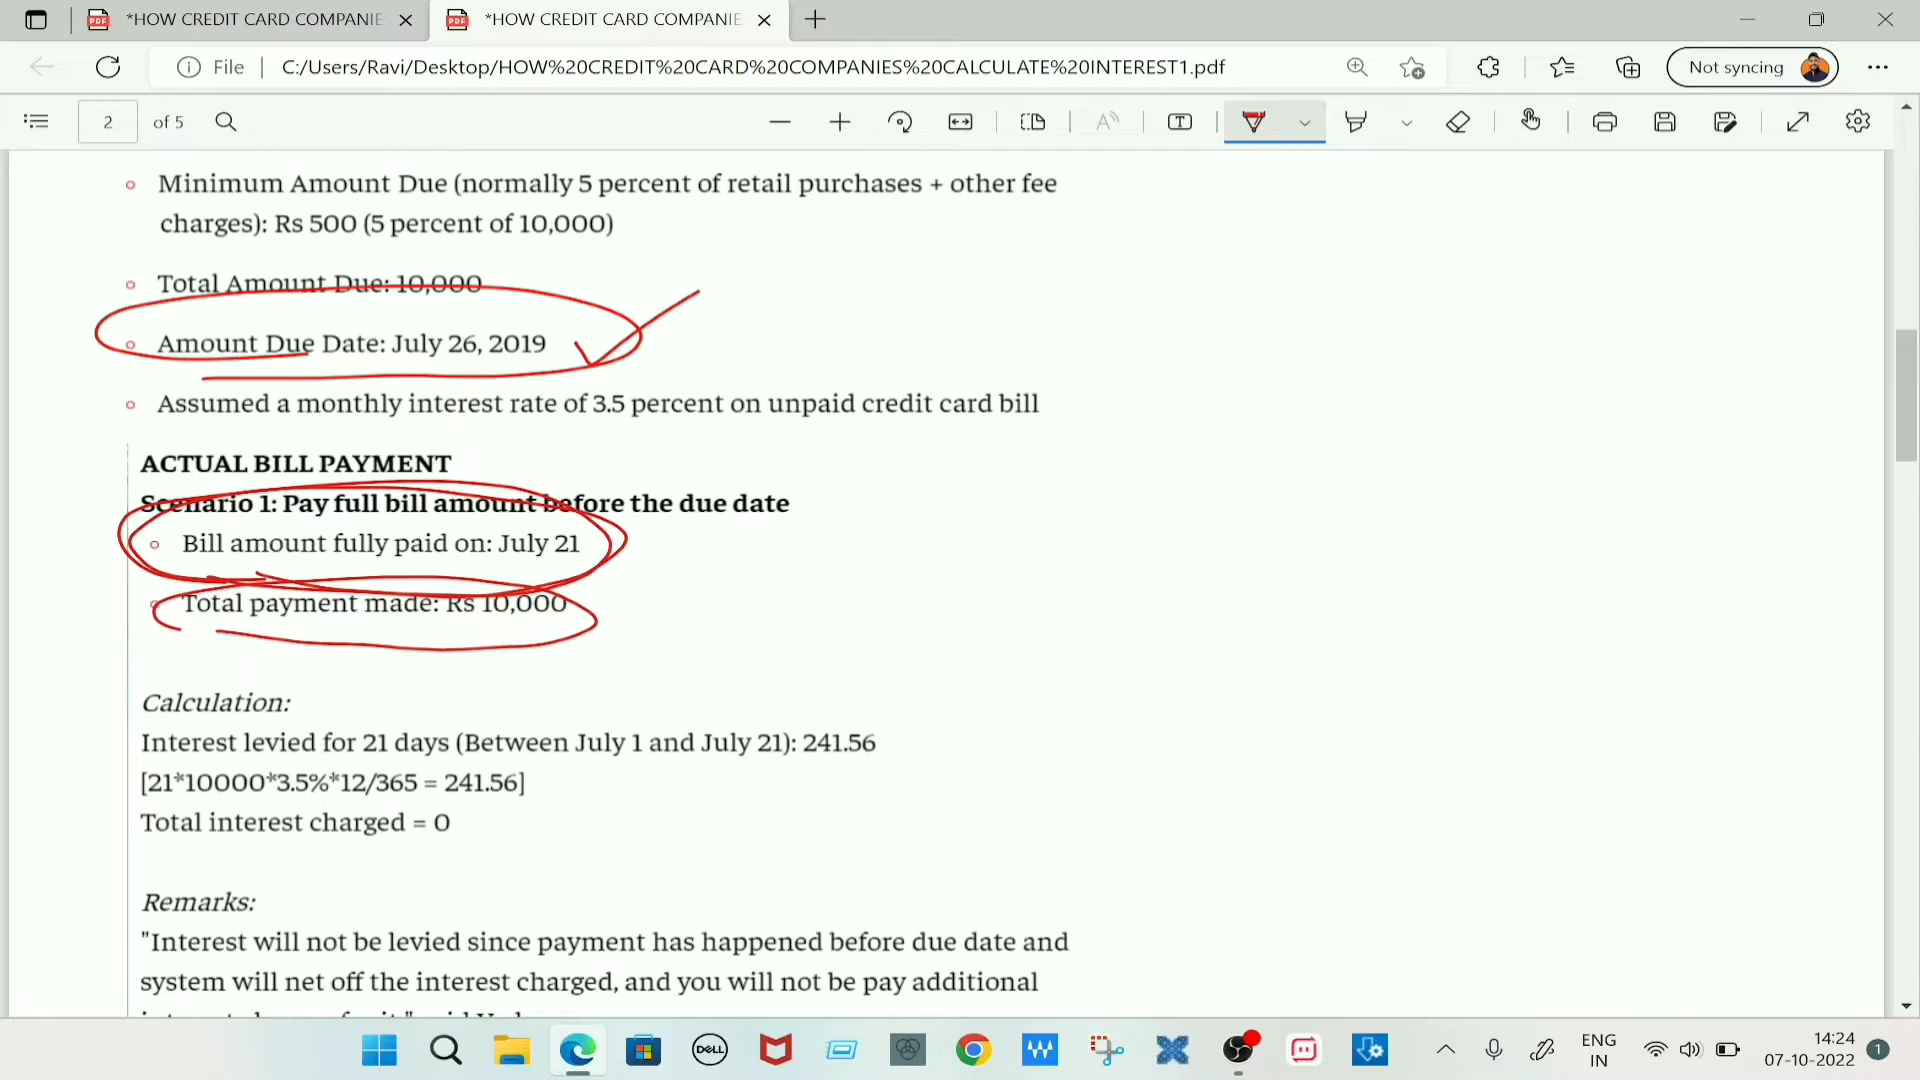 *HOW CREDIT CARD COMPANIE
*HOW CREDIT CARD COMPANIE
File
C:/Users/Ravi/Desktop/HOW%20CREDIT%20CARD%20COMPANIES%20CALCULATE%20INTEREST1.pdf
Not syncing
2 of 5
Minimum Amount Due (normally 5 percent of retail purchases + other fee
charges): Rs 500 (5 percent of 10,000)
Total Amount Due: 10,000
Amount Due Date: July 26, 2019
Assumed a monthly interest rate of 3.5 percent on unpaid credit card bill
ACTUAL BILL PAYMENT
Scenario 1: Pay full bill amount before the due date
Bill amount fully paid on: July 21
Total payment made: Rs 10,000
Calculation:
Interest levied for 21 days (Between July 1 and July 21): 241.56
[21*10000*3.5%*12/365 = 241.56]
Total interest charged = 0
Remarks:
"Interest will not be levied since payment has happened before due date and
system will net off the interest charged, and you will not be pay additional
DELL
ENG
IN
14:24
07-10-2022
1